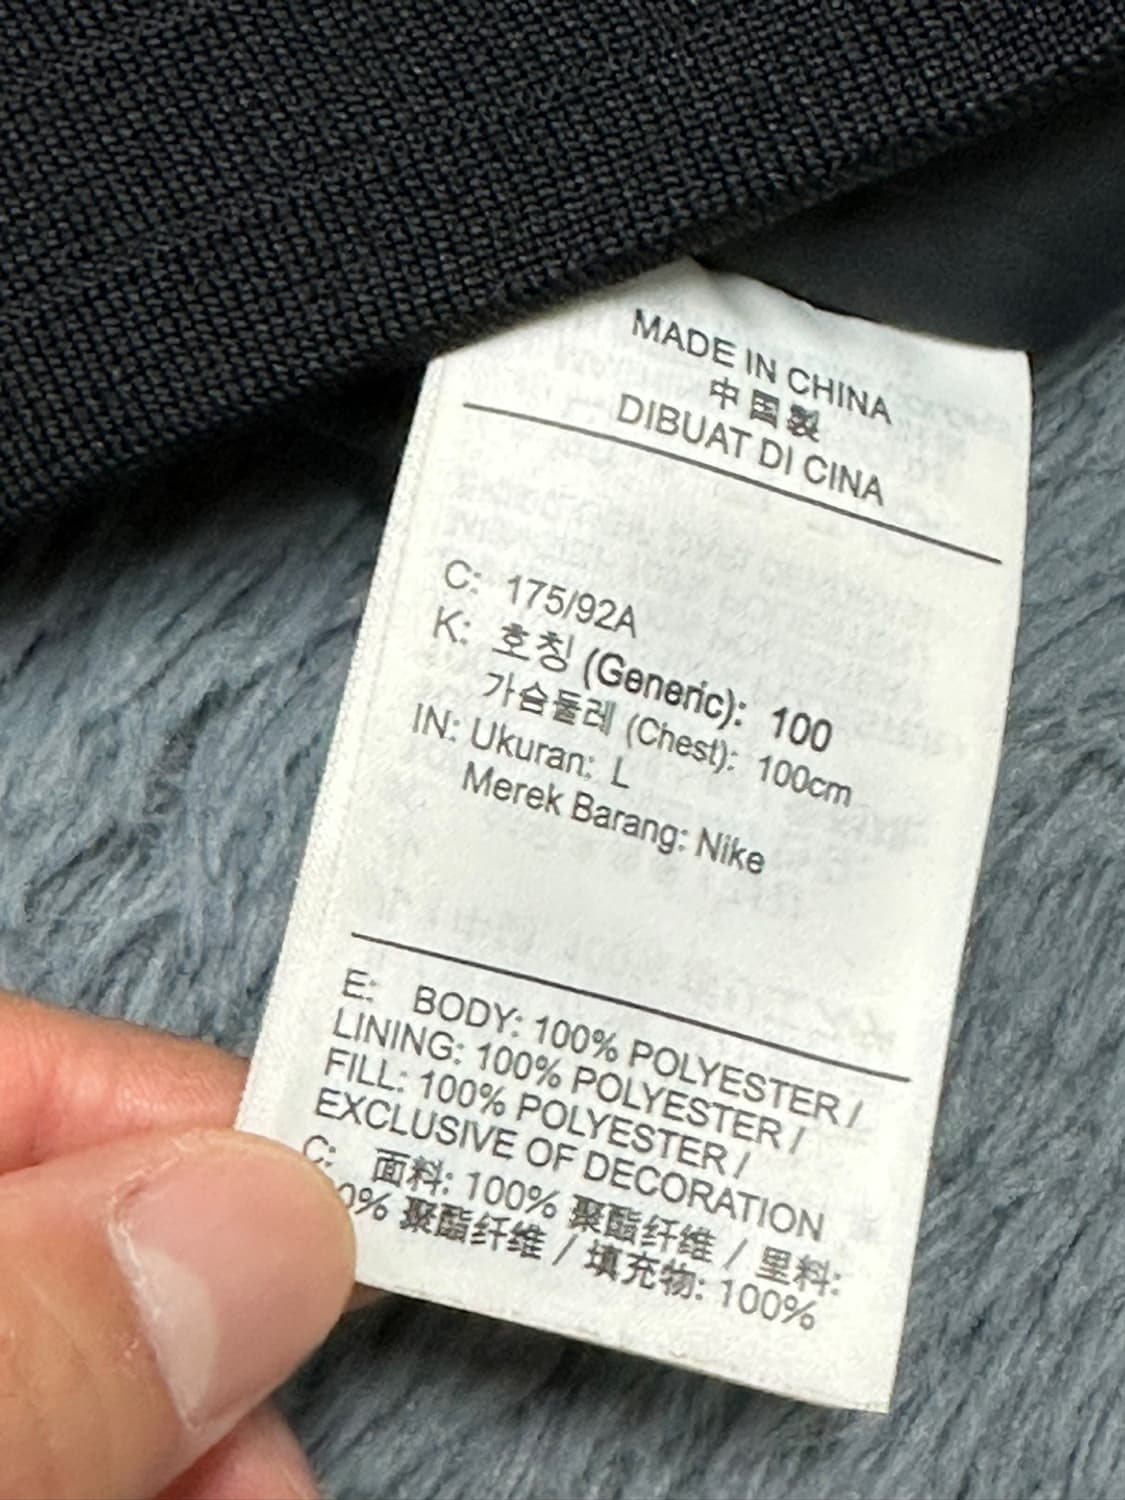 MADE IN CHINA
中国製
DIBUAT DI CINA
C: 175/92A
K: 호칭 (Generic): 100
가슴둘레 (Chest): 100cm
IN: Ukuran: L
Merek Barang: Nike
E: BODY: 100% POLYESTER /
LINING: 100% POLYESTER /
FILL: 100% POLYESTER /
EXCLUSIVE OF DECORATION
C: 面料: 100% 聚酯纤维 / 里料:
0% 聚酯纤维 / 填充物: 100%